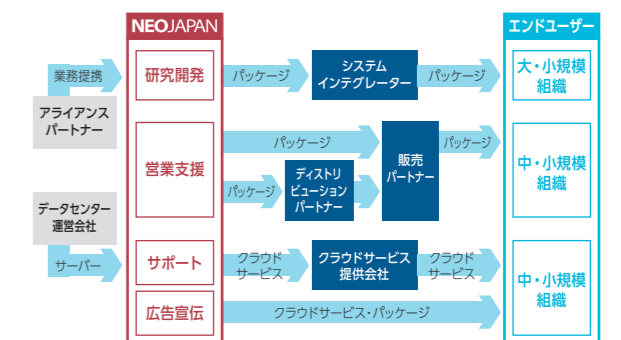 NEOJAPAN
エンドユーザー
業務提携
研究開発
パッケージ
システム
インテグレーター
パッケージ
大・小規模
組織
アライアンス
パートナー
営業支援
パッケージ
販売
パートナー
パッケージ
中・小規模
組織
パッケージ
ディストリ
ビューション
パートナー
データセンター
運営会社
サーバー
サポート
クラウド
サービス
クラウドサービス
提供会社
クラウド
サービス
中・小規模
組織
広告宣伝
クラウドサービス・パッケージ